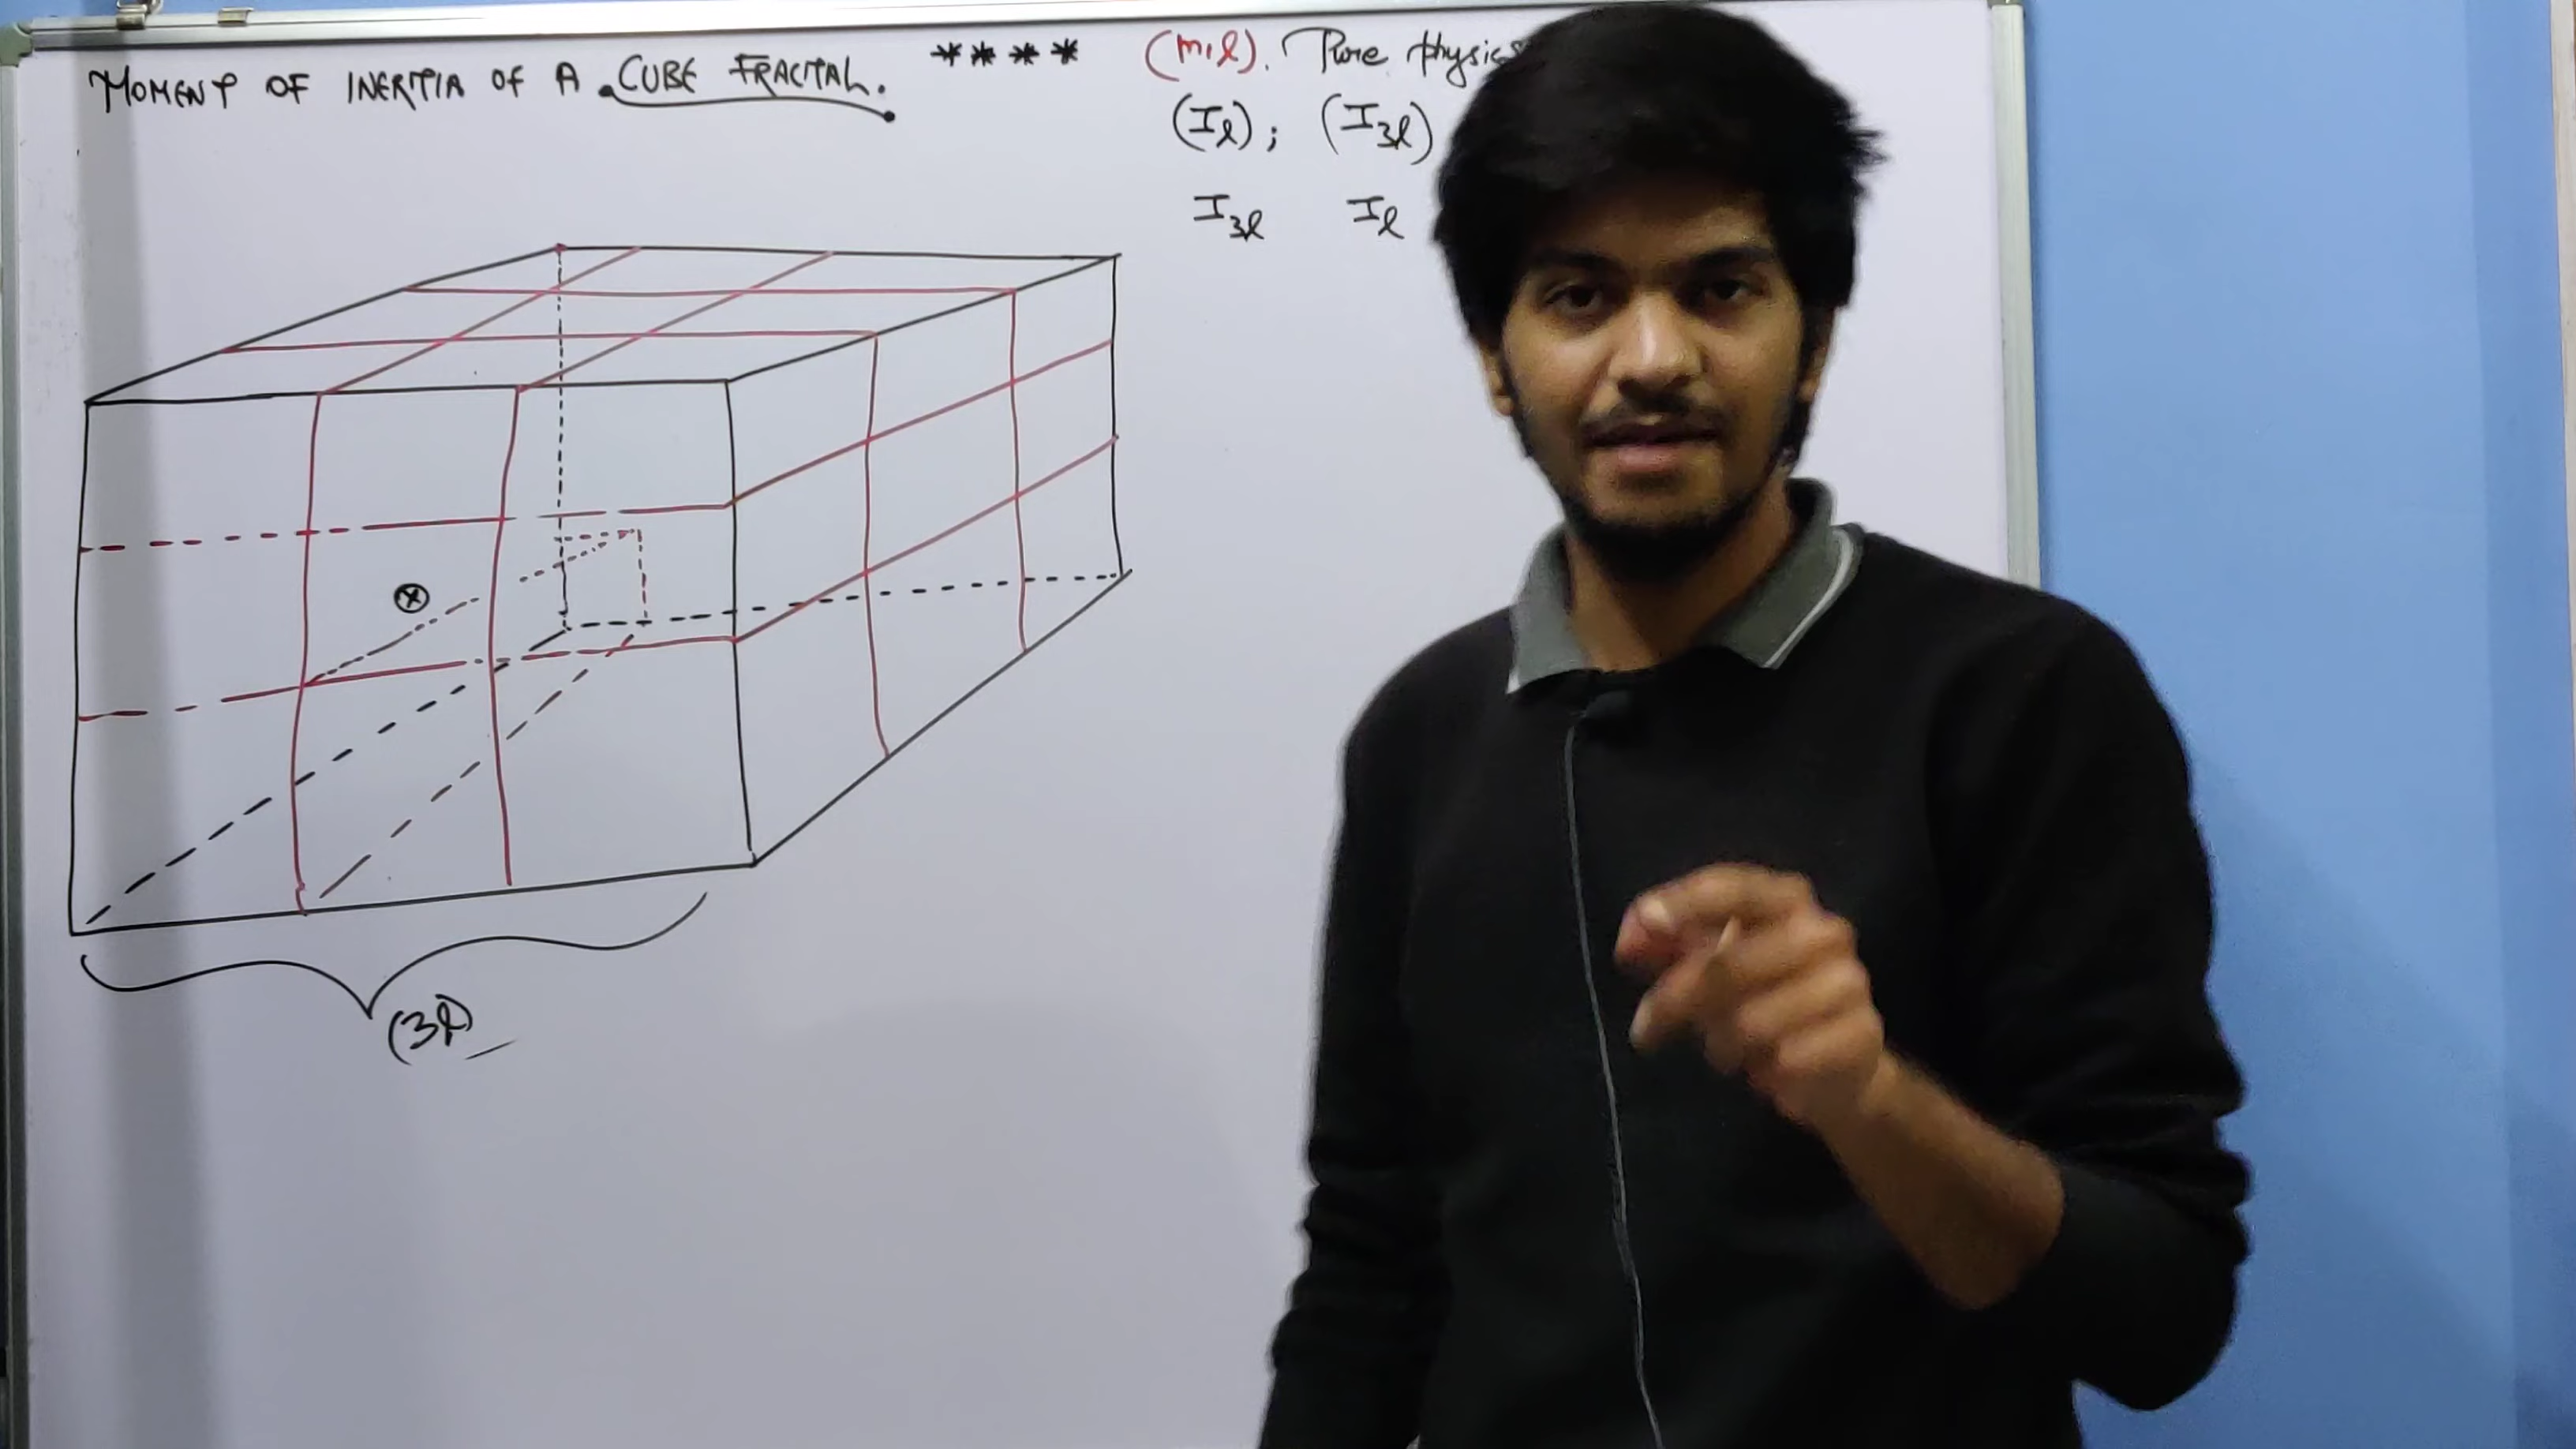 MOMENT OF INERTIA OF A CUBE FRACTAL. ****
(m,l). Pure physics
(Il); (I3l)
I3l Il
(3l)